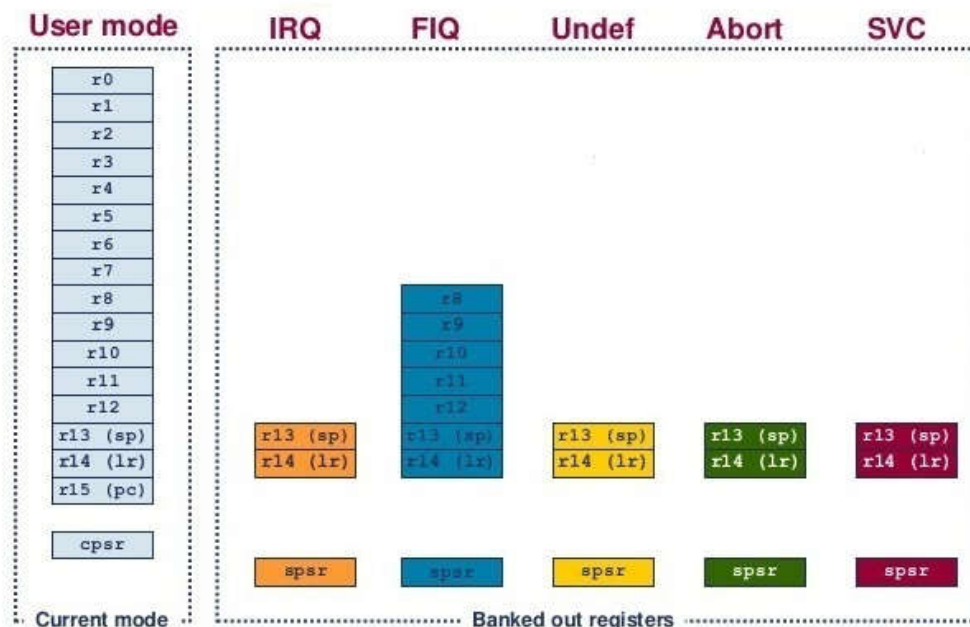 User mode IRQ FIQ Undef Abort SVC
r0
r1
r2
r3
r4
r5
r6
r7
r8 r8
r9 r9
r10 r10
r11 r11
r12 r12
r13 (sp) r13 (sp) r13 (sp) r13 (sp) r13 (sp) r13 (sp)
r14 (lr) r14 (lr) r14 (lr) r14 (lr) r14 (lr) r14 (lr)
r15 (pc)
cpsr
spsr spsr spsr spsr spsr
Current mode Banked out registers